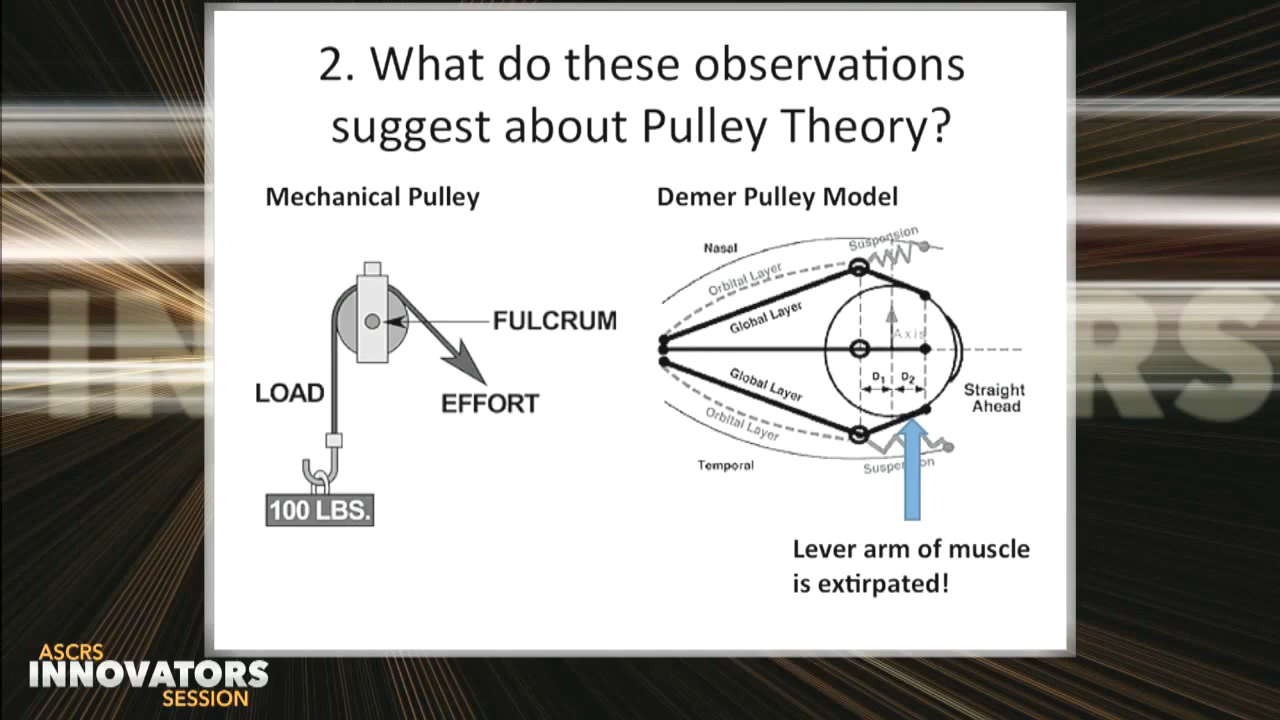 2. What do these observations
suggest about Pulley Theory?
Mechanical Pulley
FULCRUM
LOAD
EFFORT
100 LBS.
Demer Pulley Model
Nasal
Suspension
Orbital Layer
Global Layer
Axis
D1
D2
Straight
Ahead
Global Layer
Orbital Layer
Temporal
Lever arm of muscle
is extirpated!
ASCRS
INNOVATORS
SESSION